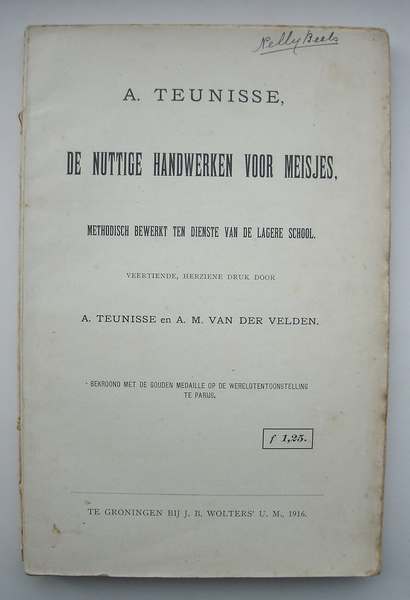 Nelly Beels
A. TEUNISSE,
DE NUTTIGE HANDWERKEN VOOR MEISJES,
METHODISCH BEWERKT TEN DIENSTE VAN DE LAGERE SCHOOL.
VEERTIENDE, HERZIENE DRUK DOOR
A. TEUNISSE en A. M. VAN DER VELDEN.
BEKROOND MET DE GOUDEN MEDAILLE OP DE WERELDTENTOONSTELLING
TE PARIJS.
f 1,25.
TE GRONINGEN BIJ J. B. WOLTERS' U. M., 1916.